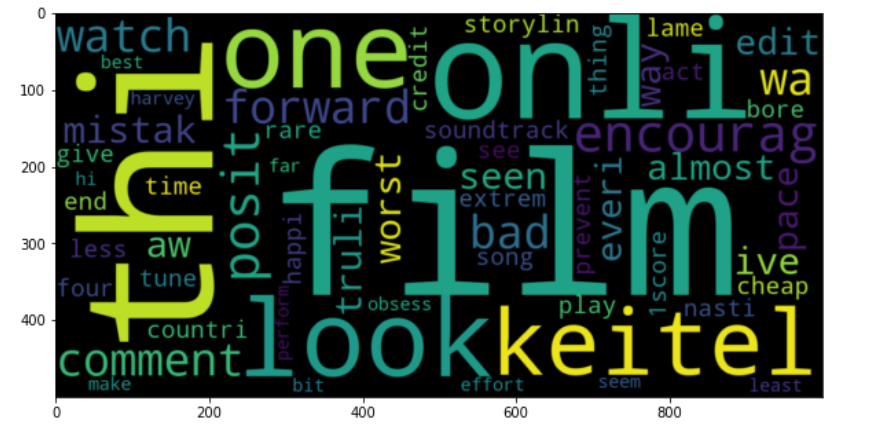 0
watch
best
harvey
mistak
give
hi
end
time
less
aw
four
tune
countri
comment
make
thi
one
forward
rare
far
posit
happi
perform
look
bit
truli
worst
obsess
credit
storylin
onli
soundtrack
see
seen
extrem
bad
song
film
effort
play
keitel
seem
prevent
everi
1score
nasti
least
thing
way
act
lame
edit
wa
bore
encourag
almost
pace
ive
cheap
100
200
300
400
0 200 400 600 800